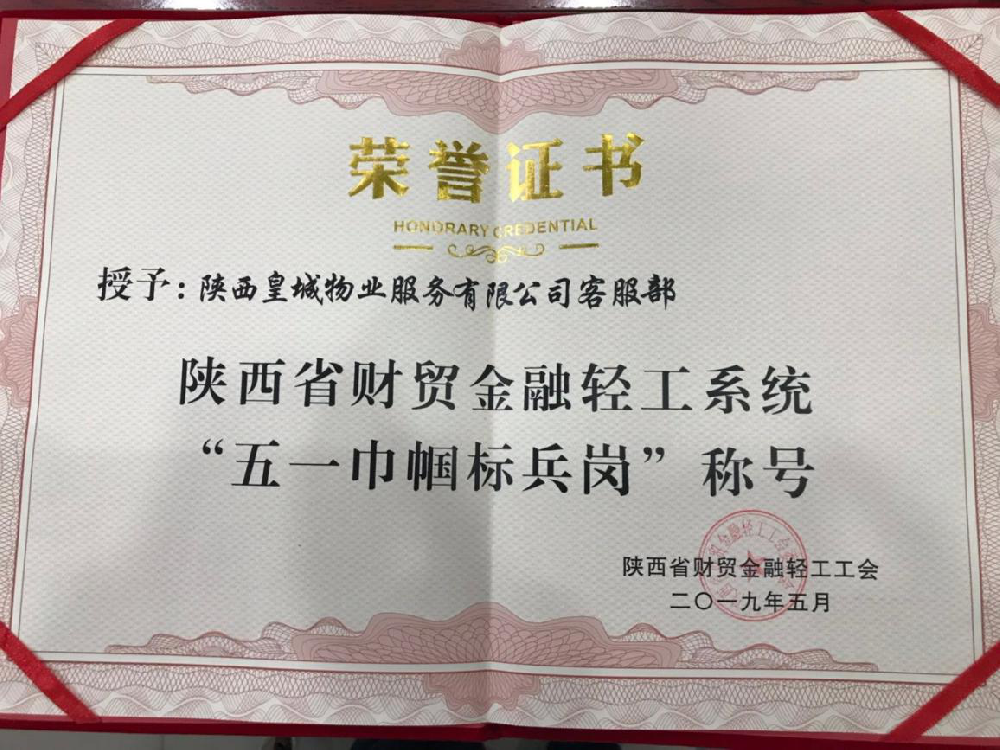 荣誉证书
HONORARY CREDENTIAL
授予：陕西皇城物业服务有限公司客服部
陕西省财贸金融轻工系统
“五一巾帼标兵岗”称号
陕西省财贸金融轻工工会
二〇一九年五月